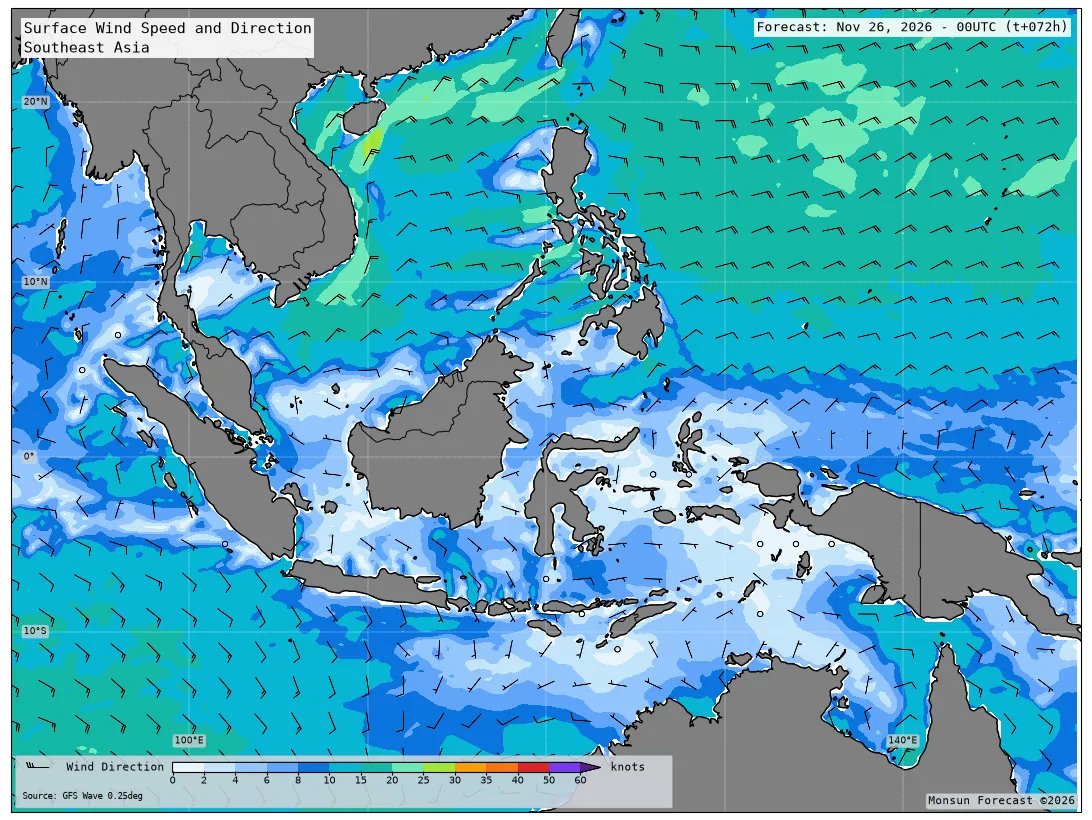 Surface Wind Speed and Direction
Southeast Asia
Forecast: Nov 26, 2026 - 00UTC (t+072h)
20°N
10°N
0°
10°S
100°E
140°E
Wind Direction
knots
0 2 4 6 8 10 15 20 25 30 35 40 50 60
Source: GFS Wave 0.25deg
Monsun Forecast ©2026